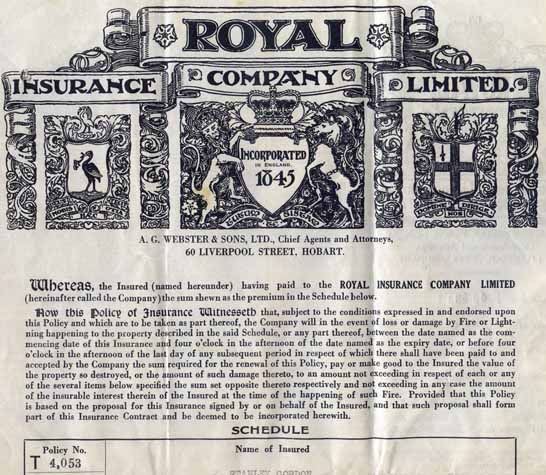 ROYAL
INSURANCE COMPANY LIMITED.
INCORPORATED
IN ENGLAND.
1845
A. G. WEBSTER & SONS, LTD., Chief Agents and Attorneys,
60 LIVERPOOL STREET, HOBART.
Whereas, the Insured (named hereunder) having paid to the ROYAL INSURANCE COMPANY LIMITED
(hereinafter called the Company) the sum shewn as the premium in the Schedule below.
Now this Policy of Insurance Witnesseth that, subject to the conditions expressed in and endorsed upon
this Policy and which are to be taken as part thereof, the Company will in the event of loss or damage by Fire or Light-
ning happening to the property described in the said Schedule, or any part thereof, between the date named as the com-
mencing date of this Insurance and four o'clock in the afternoon of the date named as the expiry date, or before four
o'clock in the afternoon of the last day of any subsequent period in respect of which there shall have been paid to and
accepted by the Company the sum required for the renewal of this Policy, pay or make good to the Insured the value of
the property so destroyed, or the amount of such damage thereto, to an amount not exceeding in respect of each or any
of the several items below specified the sum set opposite thereto respectively and not exceeding in any case the amount
of the insurable interest therein of the Insured at the time of the happening of such Fire. Provided that this Policy
is based on the proposal for this Insurance signed by or on behalf of the Insured, and that such proposal shall form
part of this Insurance Contract and be deemed to be incorporated herewith.
SCHEDULE
Policy No. Name of Insured
T 4,053
STANLEY GORDON